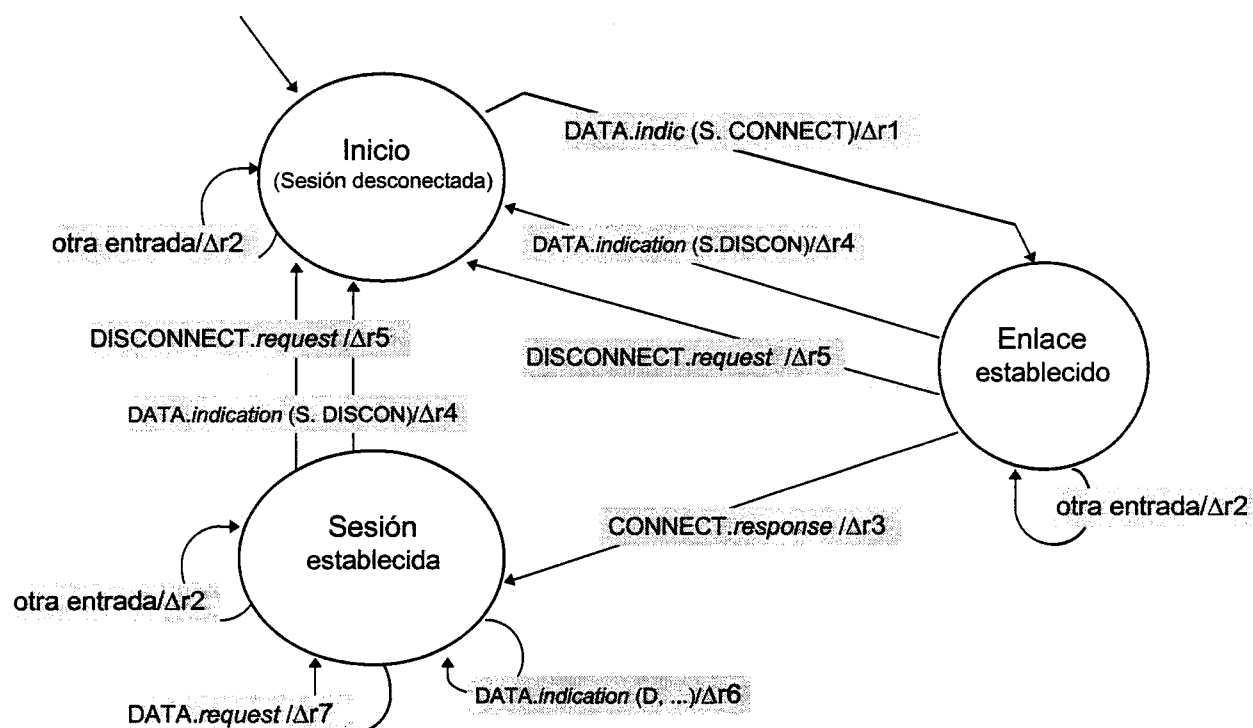 DATA.indic (S. CONNECT)/Δr1
Inicio
(Sesión desconectada)
otra entrada/Δr2
DATA.indication (S.DISCON)/Δr4
DISCONNECT.request /Δr5
DISCONNECT.request /Δr5
Enlace
establecido
DATA.indication (S. DISCON)/Δr4
otra entrada/Δr2
Sesión
establecida
CONNECT.response /Δr3
otra entrada/Δr2
DATA.indication (D, ...)/Δr6
DATA.request /Δr7